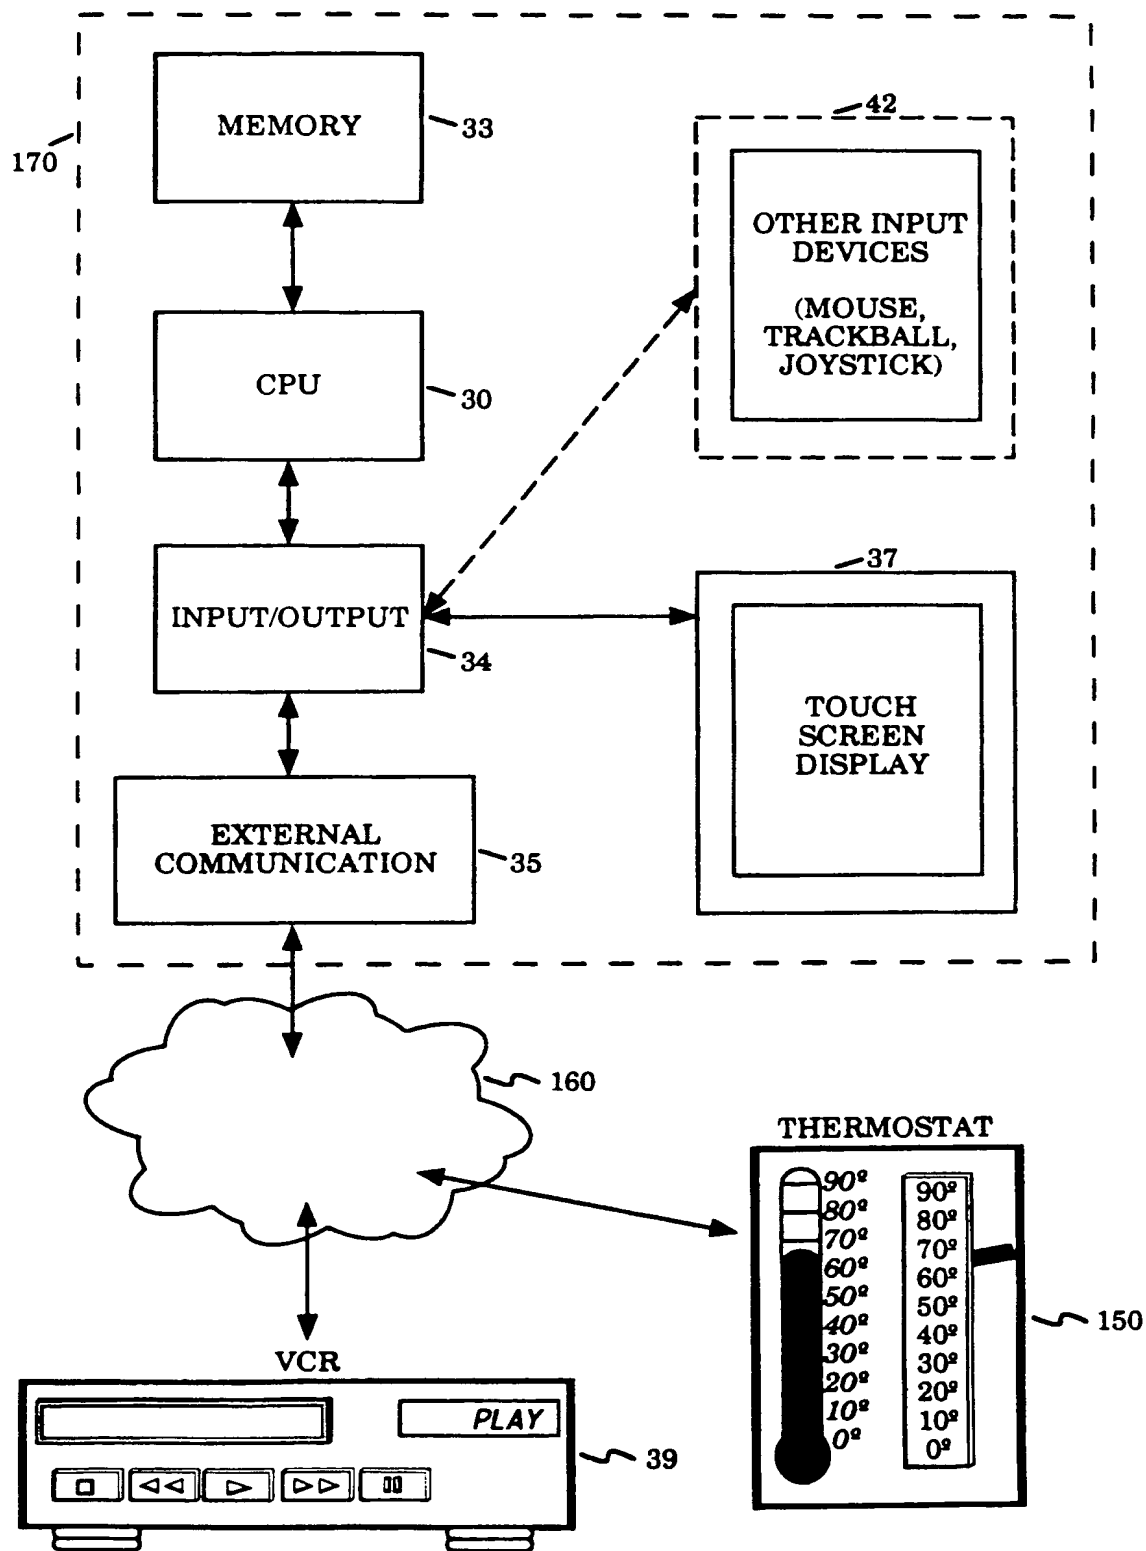 170
MEMORY
33
42
OTHER INPUT
DEVICES
(MOUSE,
TRACKBALL,
JOYSTICK)
CPU
30
INPUT/OUTPUT
34
37
TOUCH
SCREEN
DISPLAY
EXTERNAL
COMMUNICATION
35
160
THERMOSTAT
90º
80º
70º
60º
50º
40º
30º
20º
10º
0º
90º
80º
70º
60º
50º
40º
30º
20º
10º
0º
150
VCR
PLAY
39